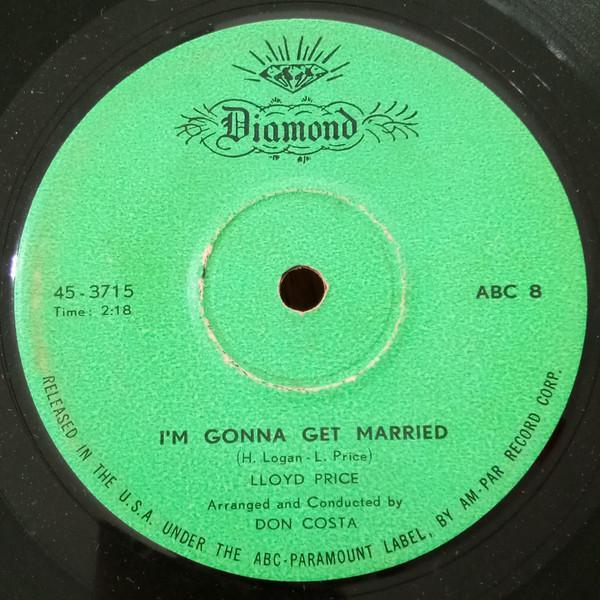 Diamond
45-3715
Time: 2:18
ABC 8
I'M GONNA GET MARRIED
(H. Logan - L. Price)
LLOYD PRICE
Arranged and Conducted by
DON COSTA
RELEASED IN THE U.S.A. UNDER THE ABC-PARAMOUNT LABEL, BY AM-PAR RECORD CORP.